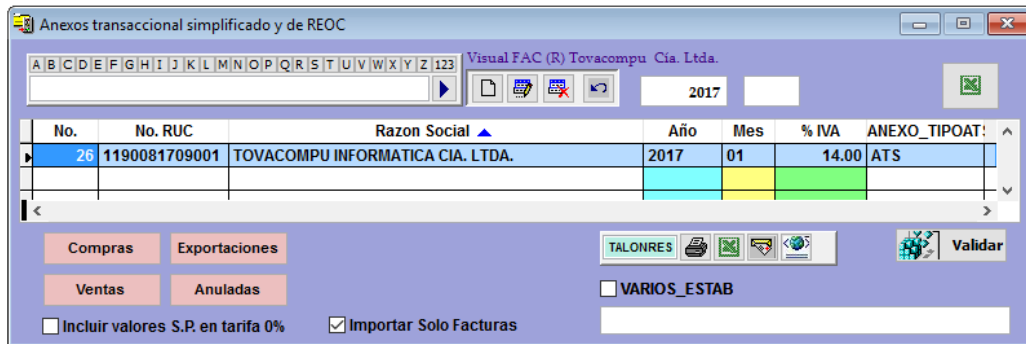 Anexos transaccional simplificado y de REOC
A B C D E F G H I J K L M N O P Q R S T U V W X Y Z 123
Visual FAC (R) Tovacompu Cía. Ltda.
2017
No. No. RUC Razon Social Año Mes % IVA ANEXO_TIPOATS
26 1190081709001 TOVACOMPU INFORMATICA CIA. LTDA. 2017 01 14.00 ATS
Compras Exportaciones
TALONRES
Validar
Ventas Anuladas
VARIOS_ESTAB
Incluir valores S.P. en tarifa 0% Importar Solo Facturas